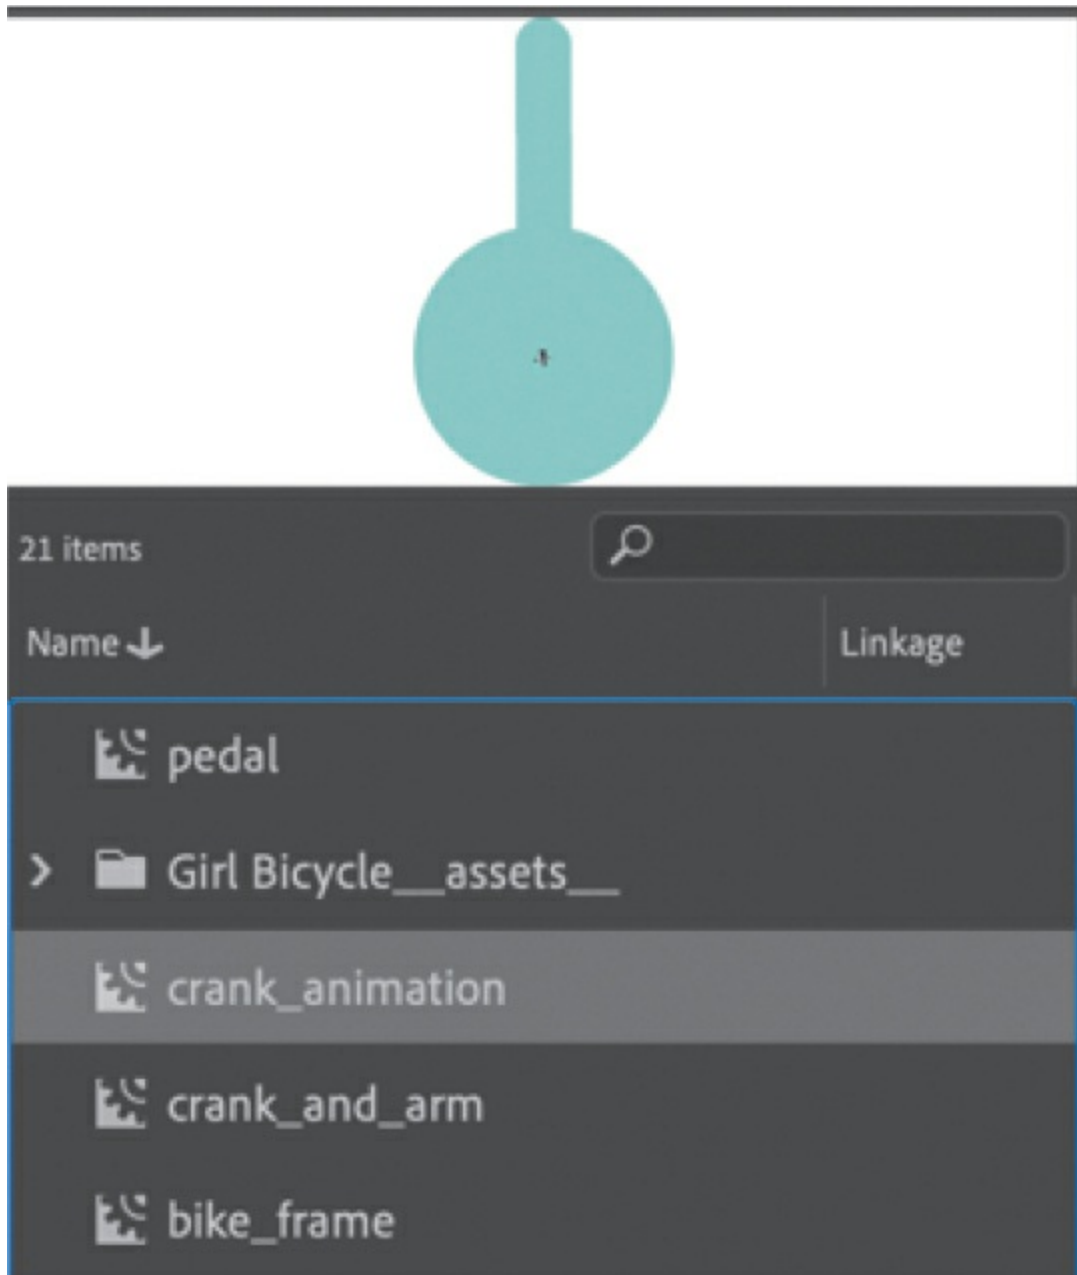 21 items
Name Linkage
pedal
Girl Bicycle__assets__
crank_animation
crank_and_arm
bike_frame